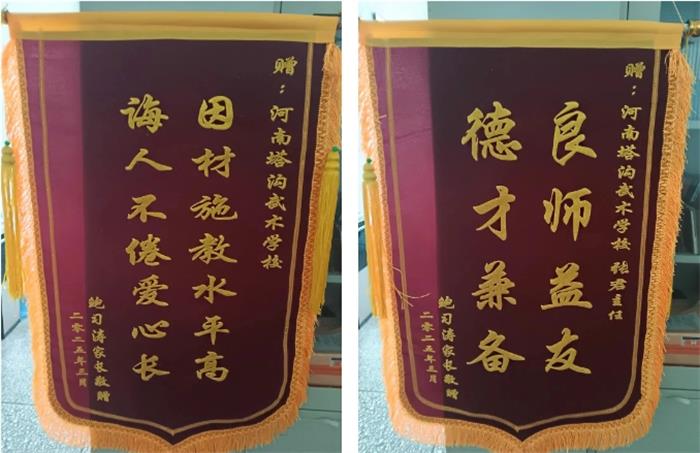 赠：河南塔沟武术学校
因材施教水平高
诲人不倦爱心长
鲍习涛家长敬赠
二零二五年三月
赠：河南塔沟武术学校 张君主任
良师益友
德才兼备
鲍习涛家长敬赠
二零二五年三月